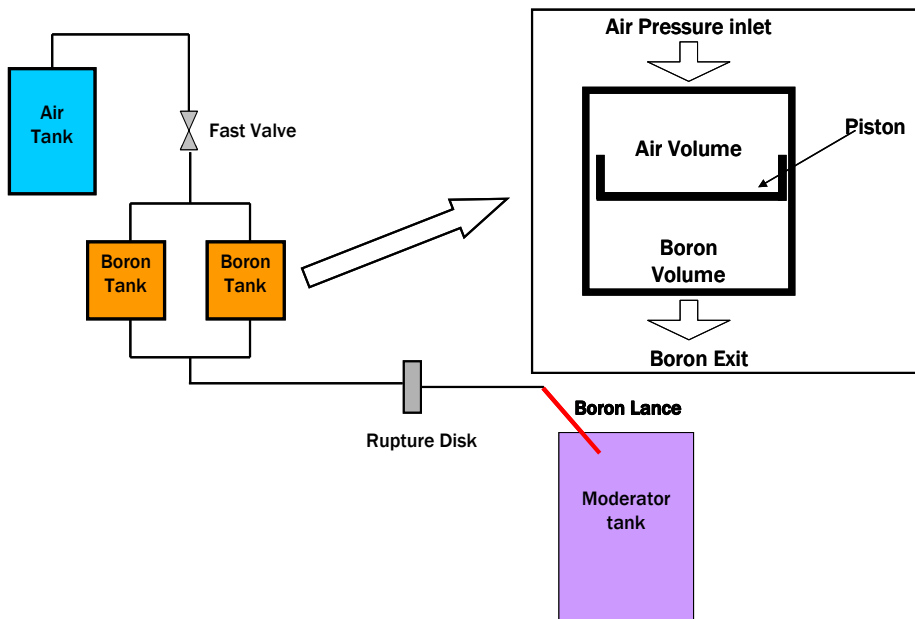 Air Pressure inlet
Air
Tank
Fast Valve
Piston
Air Volume
Boron
Tank
Boron
Tank
Boron
Volume
Boron Exit
Boron Lance
Rupture Disk
Moderator
tank